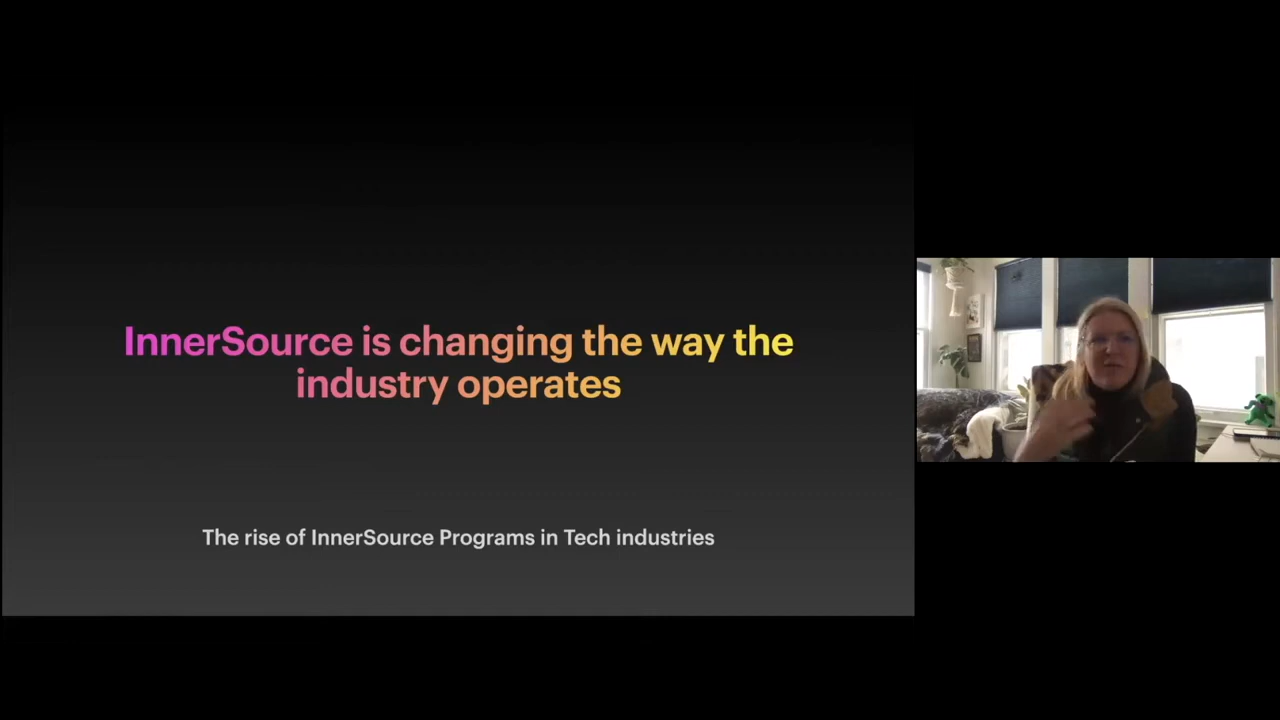 InnerSource is changing the way the
industry operates
The rise of InnerSource Programs in Tech industries